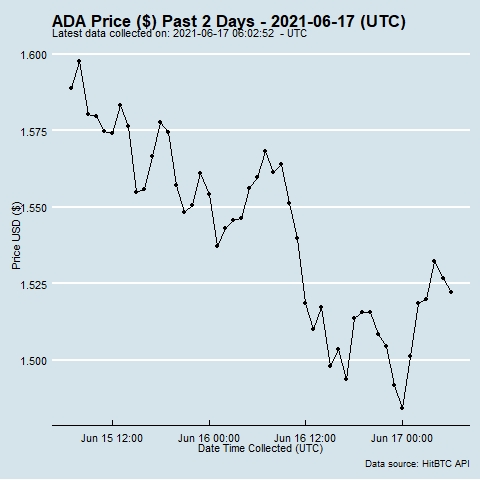 ADA Price ($) Past 2 Days - 2021-06-17 (UTC)
Latest data collected on: 2021-06-17 06:02:52  - UTC
1.600
1.575
1.550
1.525
1.500
Price USD ($)
Jun 15 12:00
Jun 16 00:00
Jun 16 12:00
Jun 17 00:00
Date Time Collected (UTC)
Data source: HitBTC API